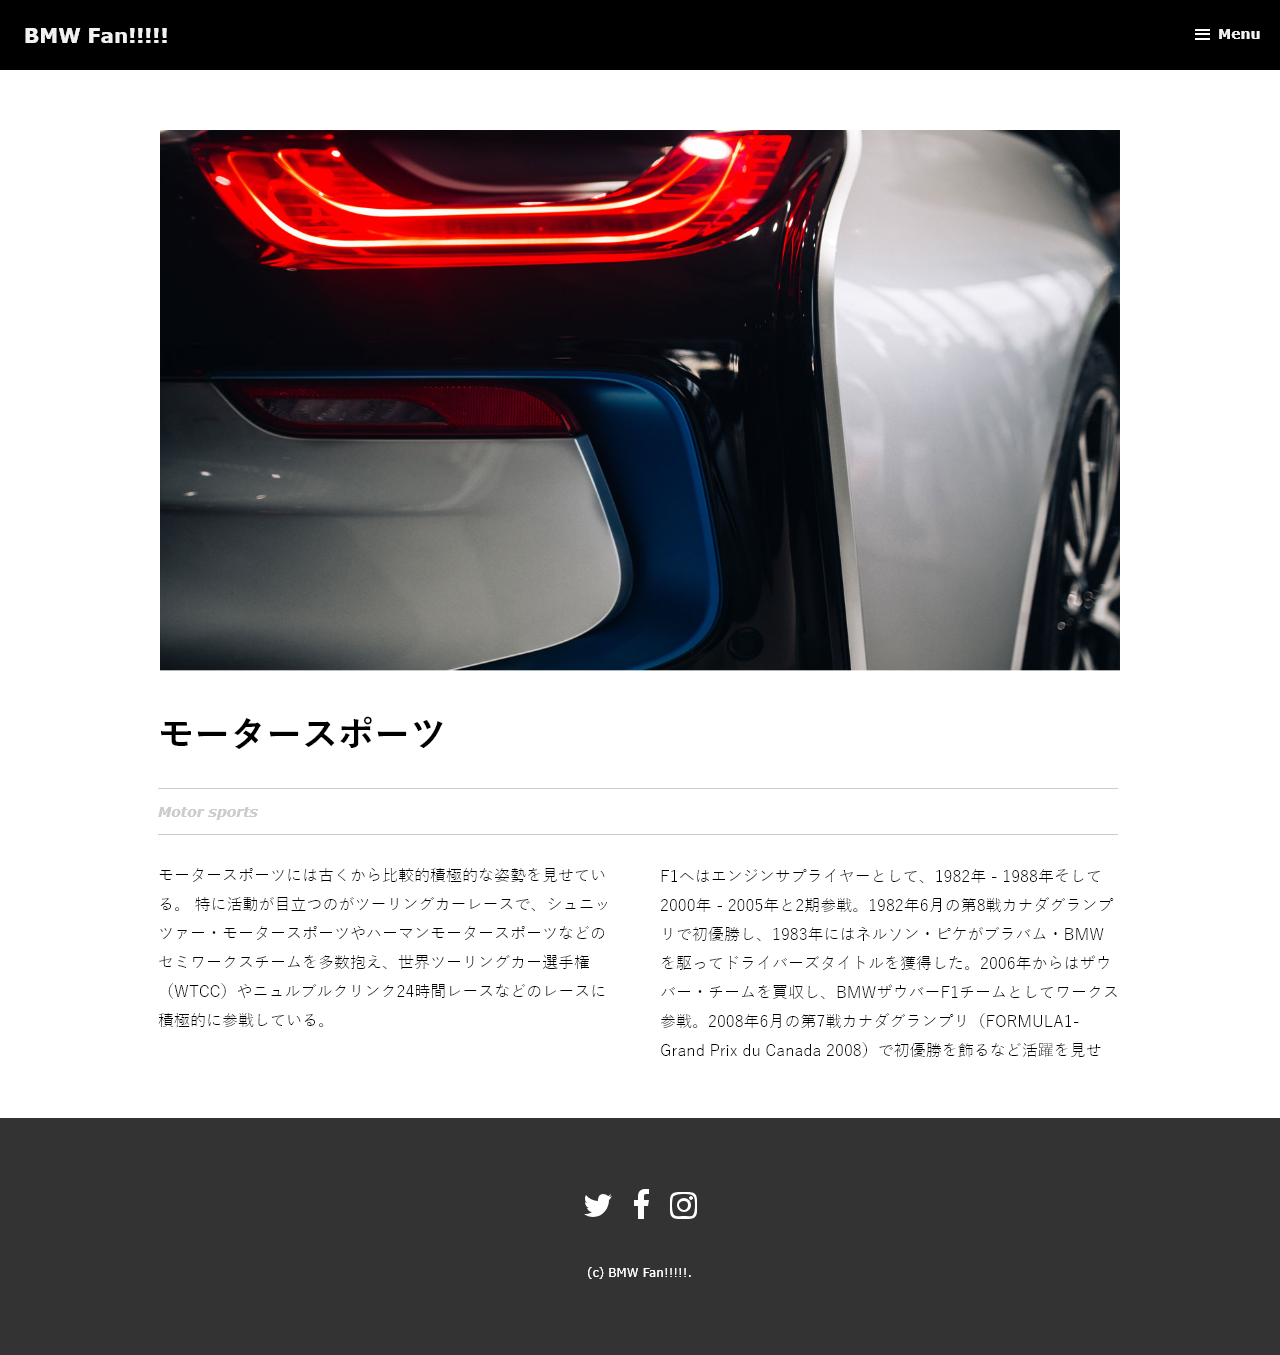 BMW Fan!!!!!
Menu
モータースポーツ
Motor sports
モータースポーツには古くから比較的積極的な姿勢を見せてい
る。 特に活動が目立つのがツーリングカーレースで、シュニッ
ツァー・モータースポーツやハーマンモータースポーツなどの
セミワークスチームを多数抱え、世界ツーリングカー選手権
（WTCC）やニュルブルクリンク24時間レースなどのレースに
積極的に参戦している。
F1へはエンジンサプライヤーとして、1982年 - 1988年そして
2000年 - 2005年と2期参戦。1982年6月の第8戦カナダグランプ
リで初優勝し、1983年にはネルソン・ピケがブラバム・BMW
を駆ってドライバーズタイトルを獲得した。2006年からはザウ
バー・チームを買収し、BMWザウバーF1チームとしてワークス
参戦。2008年6月の第7戦カナダグランプリ（FORMULA1-
Grand Prix du Canada 2008）で初優勝を飾るなど活躍を見せ
(c) BMW Fan!!!!!.